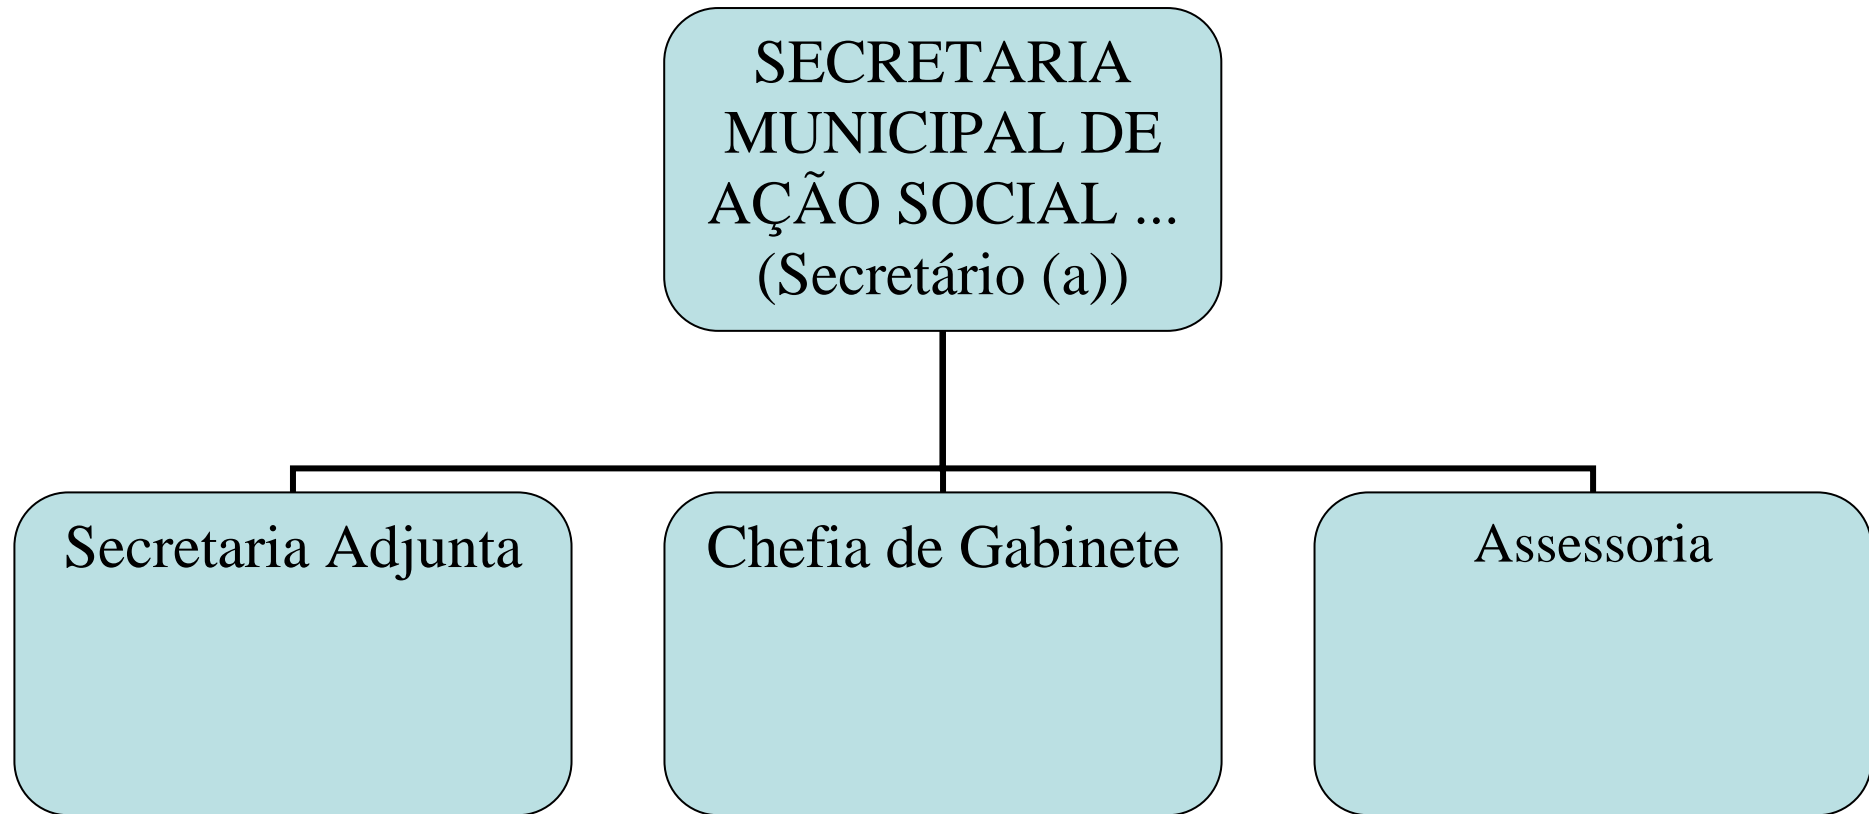 SECRETARIA
MUNICIPAL DE
AÇÃO SOCIAL ...
(Secretário (a))
Secretaria Adjunta
Chefia de Gabinete
Assessoria